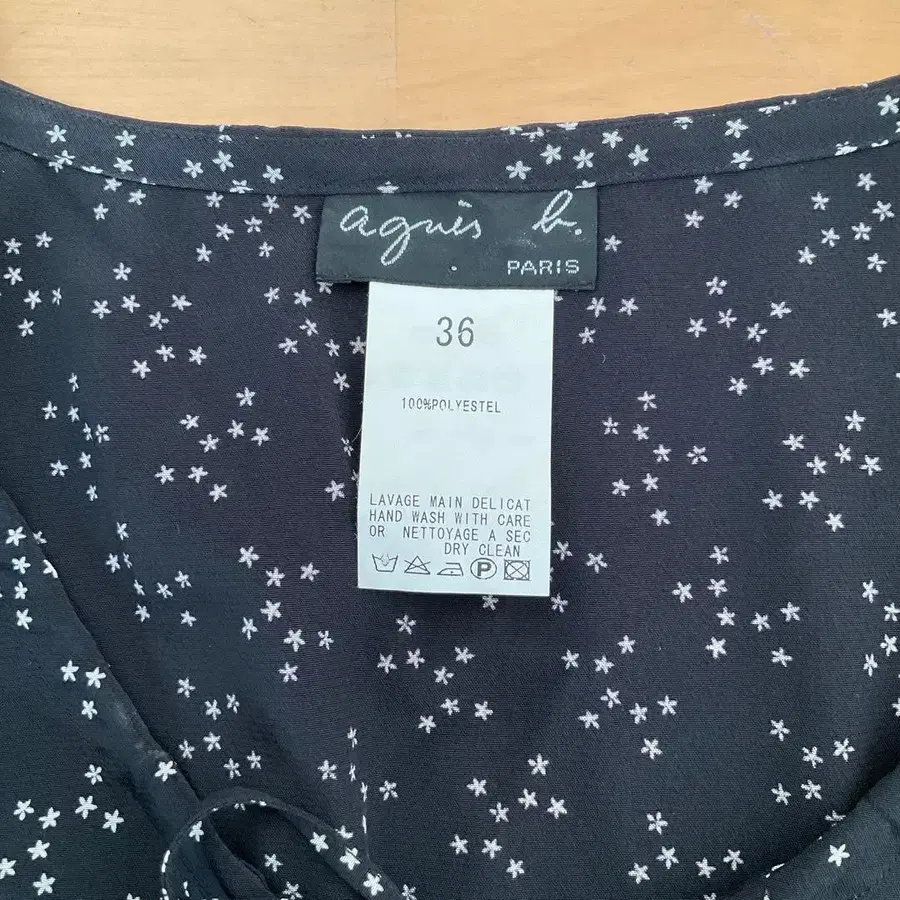 agnès b.
PARIS
36
100%POLYESTEL
LAVAGE MAIN DELICAT
HAND WASH WITH CARE
OR NETTOYAGE A SEC
DRY CLEAN
P